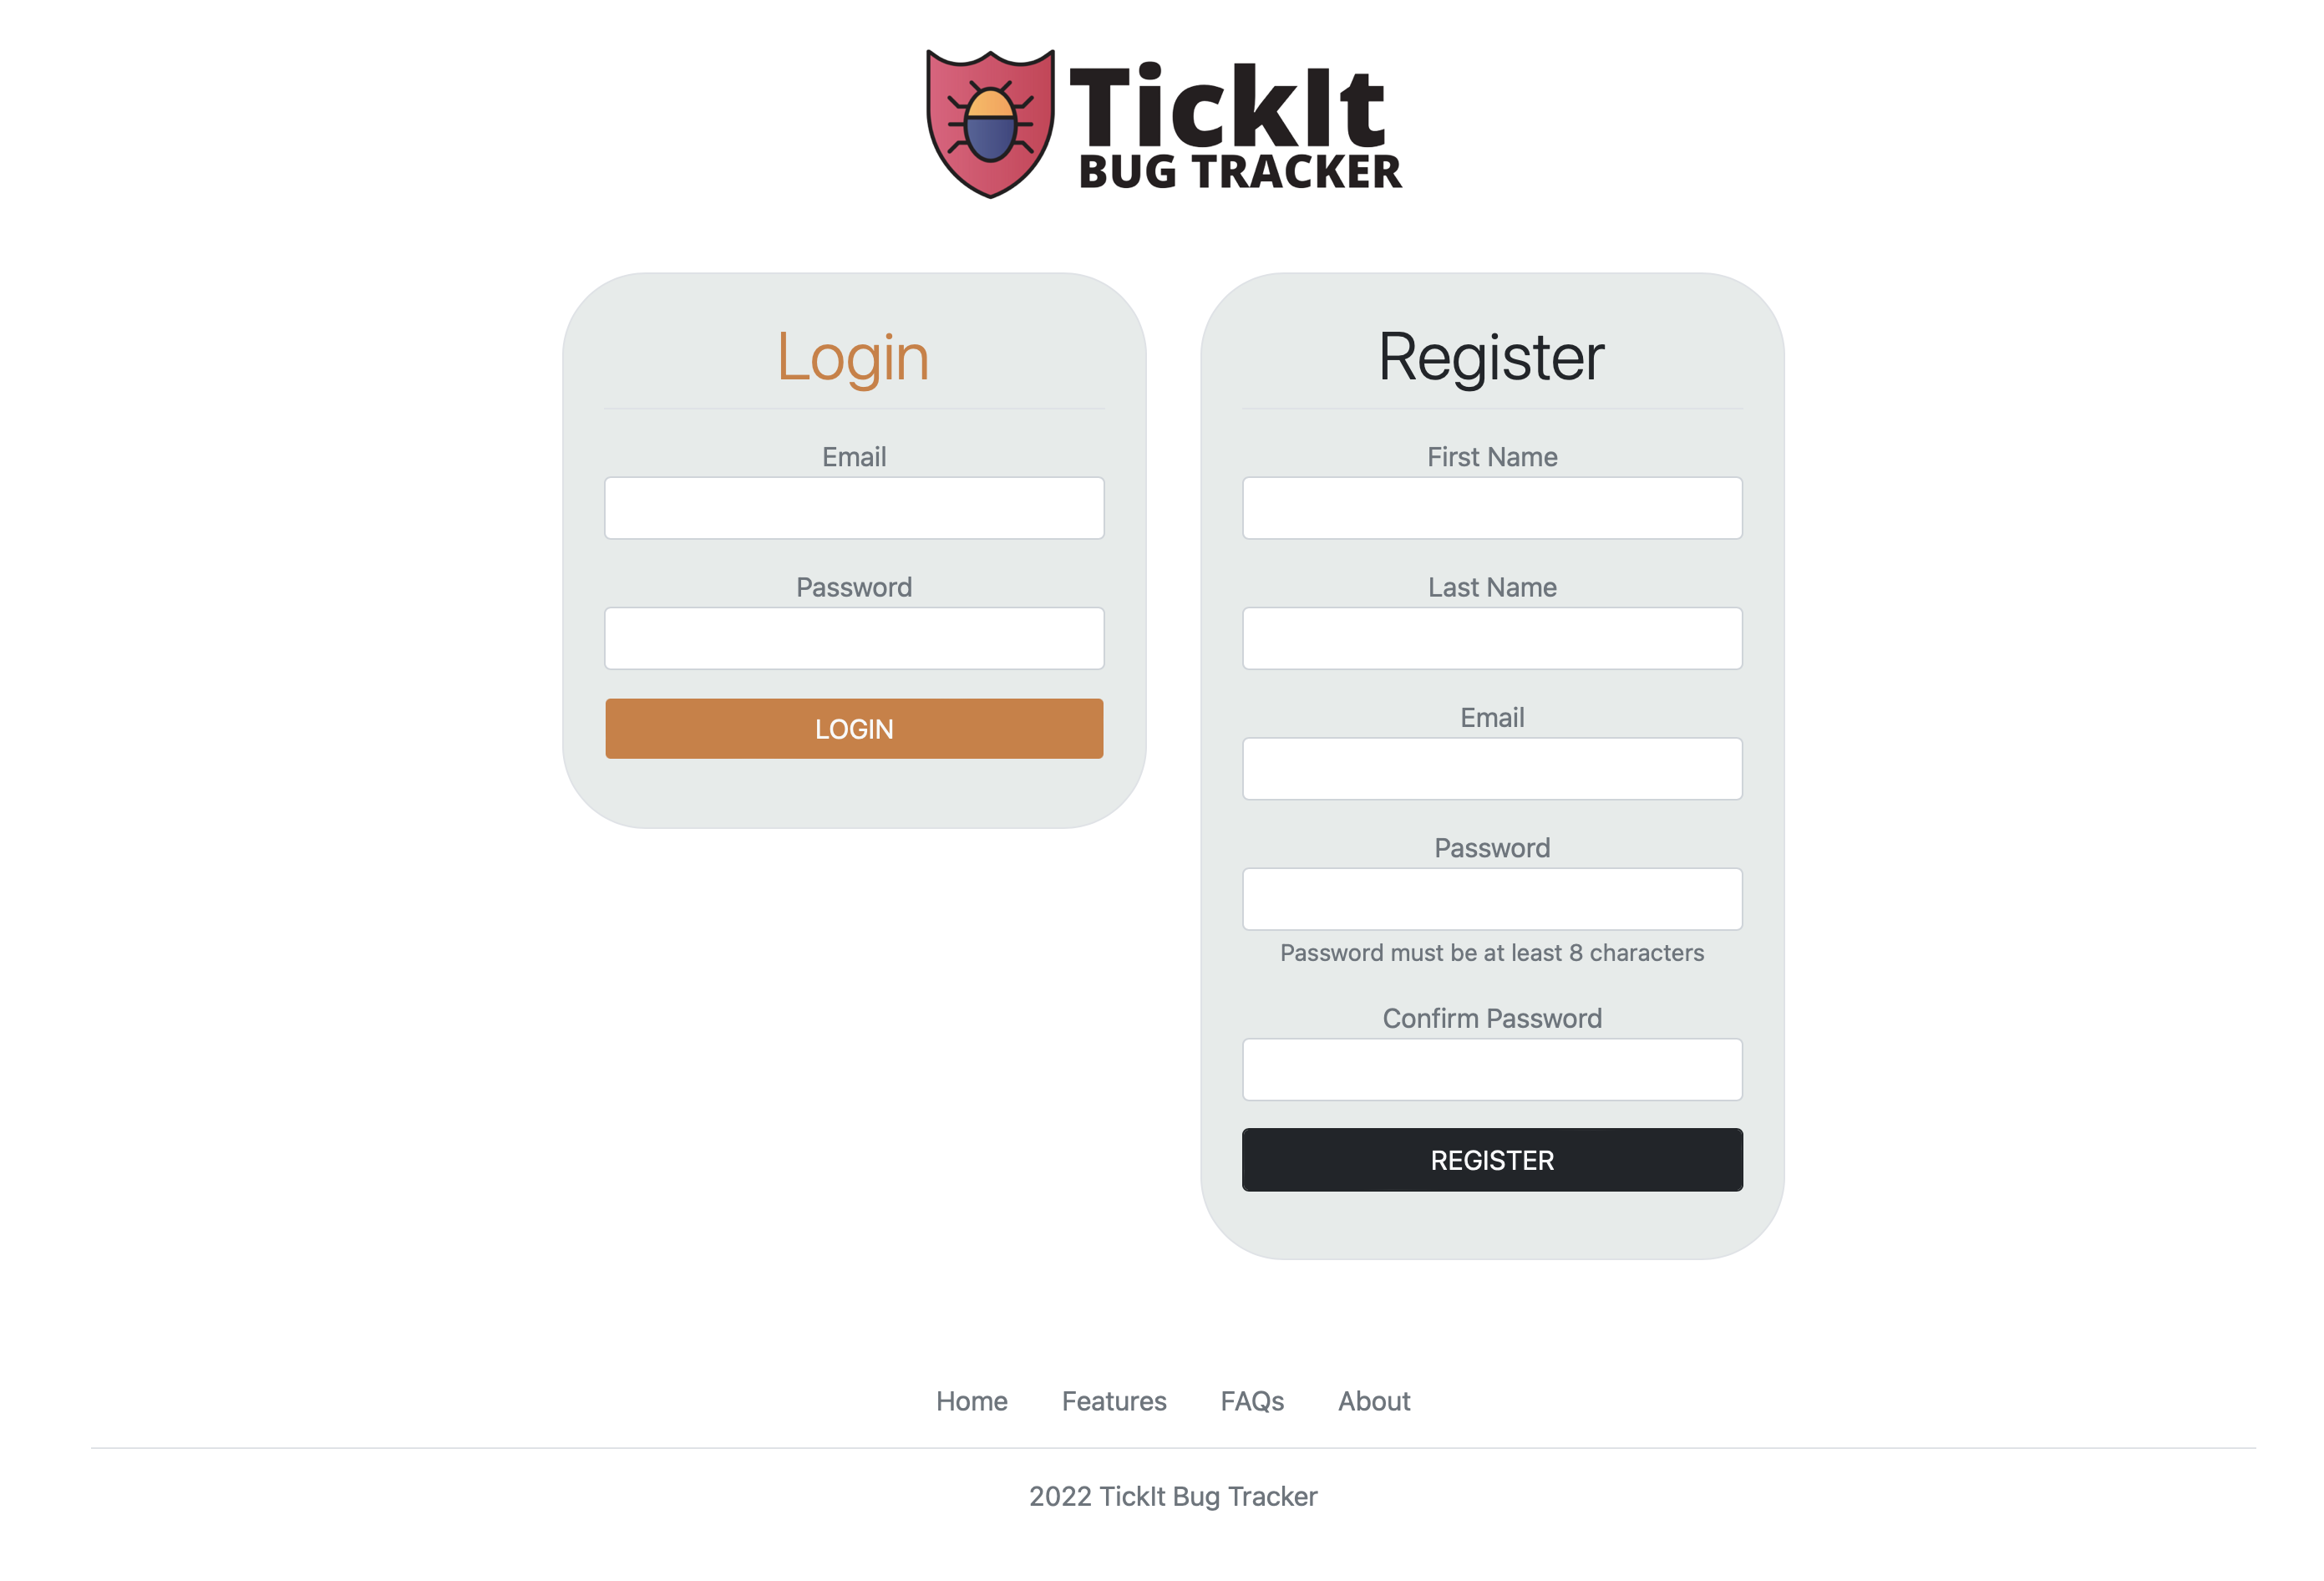 TickIt
BUG TRACKER
Login
Email
Password
LOGIN
Register
First Name
Last Name
Email
Password
Password must be at least 8 characters
Confirm Password
REGISTER
Home Features FAQs About
2022 TickIt Bug Tracker